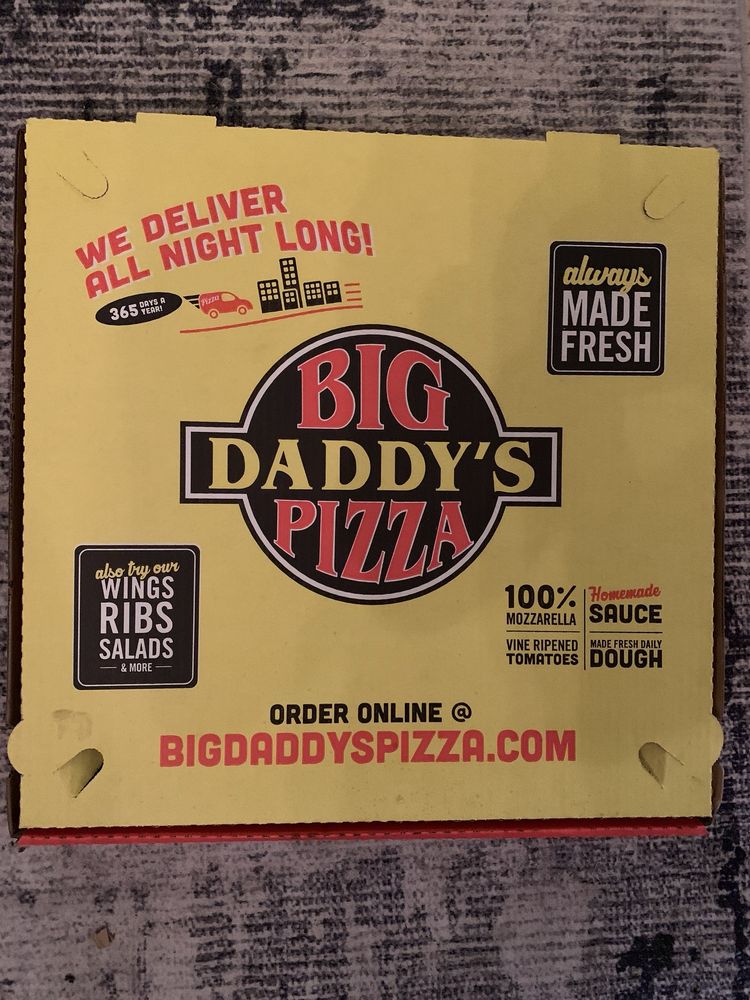 WE DELIVER
ALL NIGHT LONG!
365 DAYS A
YEAR!
Pizza
always
MADE
FRESH
BIG
DADDY'S
PIZZA
also try our
WINGS
RIBS
SALADS
& MORE
100%
MOZZARELLA
Homemade
SAUCE
VINE RIPENED
TOMATOES
MADE FRESH DAILY
DOUGH
ORDER ONLINE @
BIGDADDYSPIZZA.COM